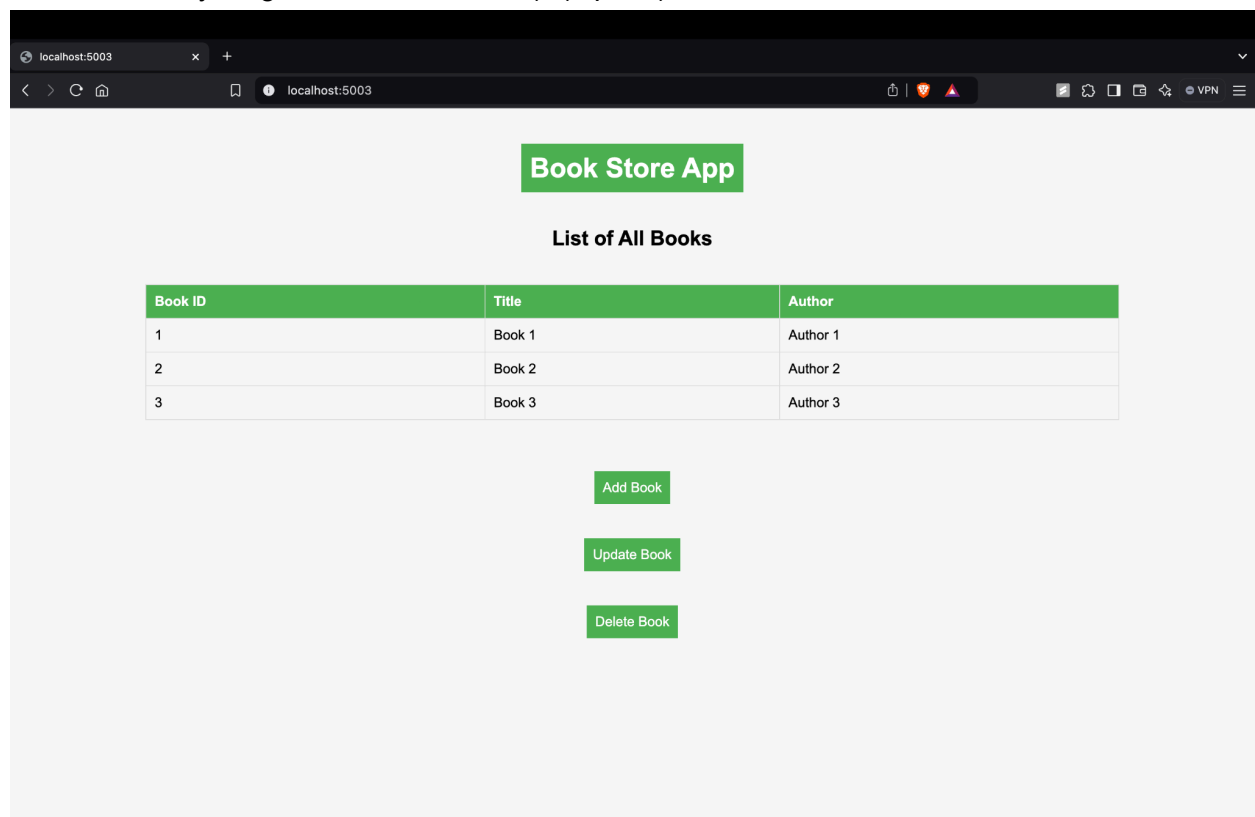 localhost:5003
localhost:5003
VPN
Book Store App
List of All Books
Book ID Title Author
1 Book 1 Author 1
2 Book 2 Author 2
3 Book 3 Author 3
Add Book
Update Book
Delete Book